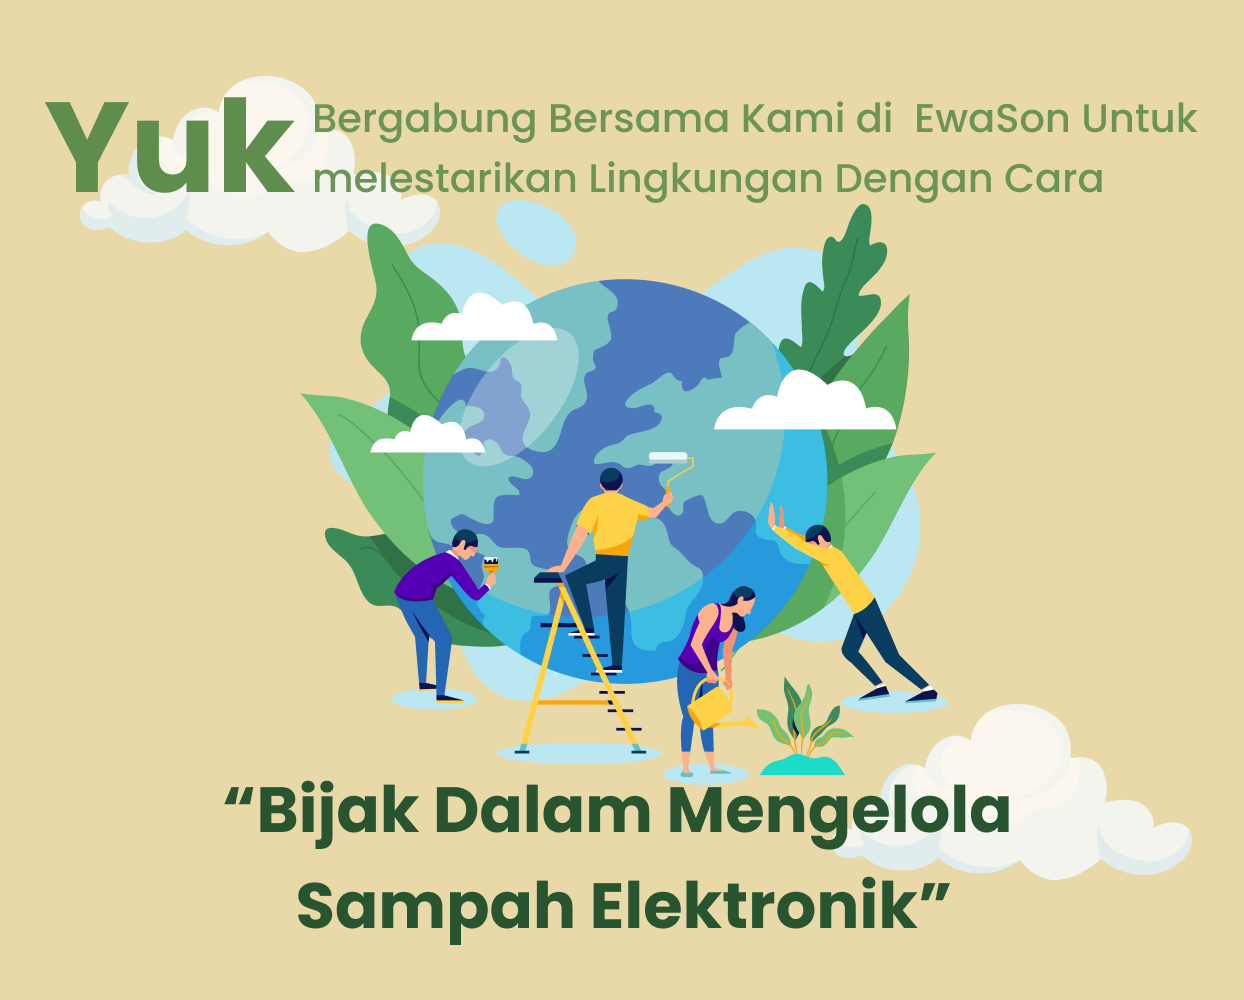 Yuk Bergabung Bersama Kami di EwaSon Untuk
melestarikan Lingkungan Dengan Cara
“Bijak Dalam Mengelola
Sampah Elektronik”